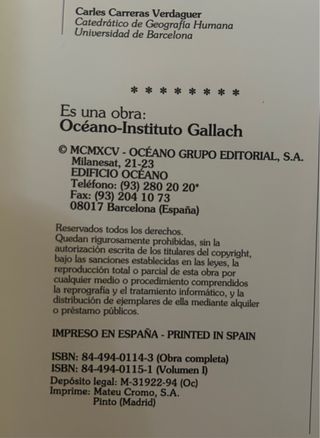 Carles Carreras Verdaguer
Catedrático de Geografía Humana
Universidad de Barcelona
* * * * * * * *
Es una obra:
Océano-Instituto Gallach
© MCMXCV - OCÉANO GRUPO EDITORIAL, S.A.
Milanesat, 21-23
EDIFICIO OCÉANO
Teléfono: (93) 280 20 20*
Fax: (93) 204 10 73
08017 Barcelona (España)
Reservados todos los derechos.
Quedan rigurosamente prohibidas, sin la
autorización escrita de los titulares del copyright,
bajo las sanciones establecidas en las leyes, la
reproducción total o parcial de esta obra por
cualquier medio o procedimiento comprendidos
la reprografía y el tratamiento informático, y la
distribución de ejemplares de ella mediante alquiler
o préstamo públicos.
IMPRESO EN ESPAÑA - PRINTED IN SPAIN
ISBN: 84-494-0114-3 (Obra completa)
ISBN: 84-494-0115-1 (Volumen I)
Depósito legal: M-31922-94 (Oc)
Imprime: Mateu Cromo, S.A.
Pinto (Madrid)